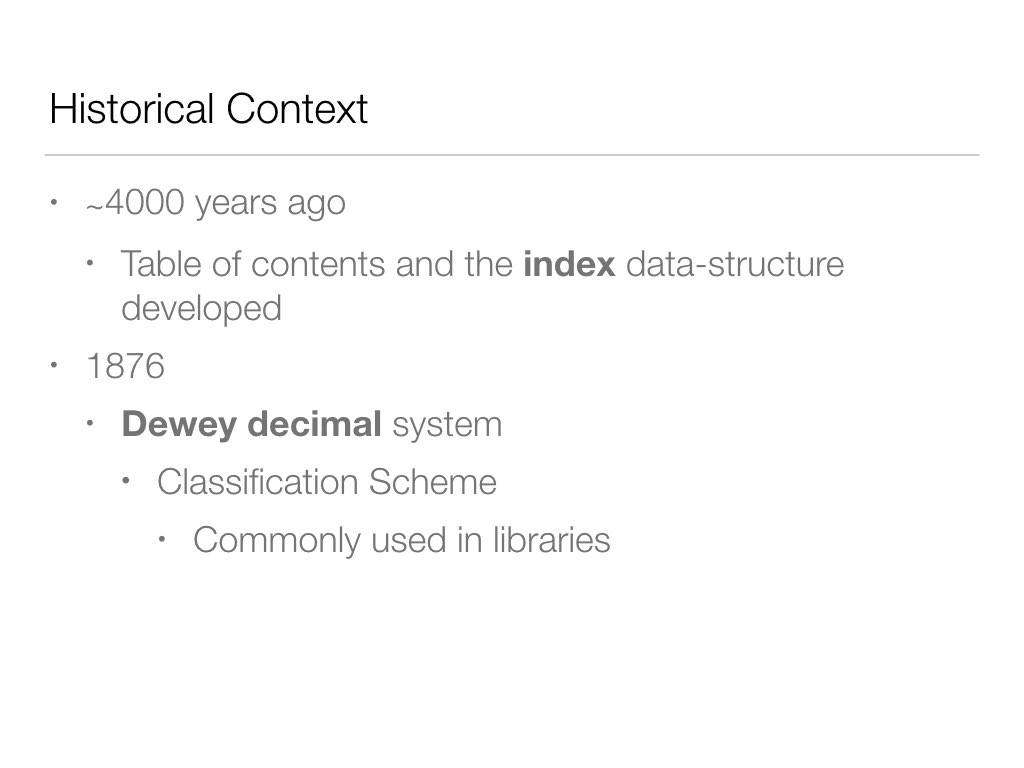 Historical Context
• ~4000 years ago
• Table of contents and the index data-structure
developed
• 1876
• Dewey decimal system
• Classification Scheme
• Commonly used in libraries